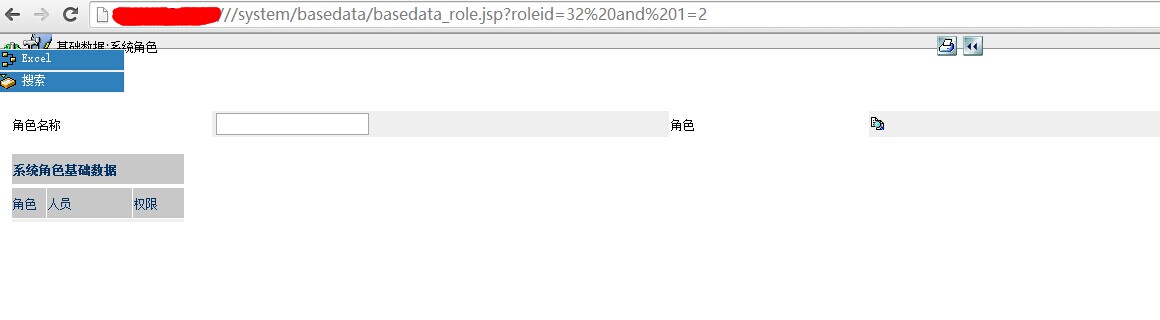 ///system/basedata/basedata_role.jsp?roleid=32%20and%201=2
基础数据:系统角色
Excel
搜索
角色名称 角色
系统角色基础数据
角色 人员 权限